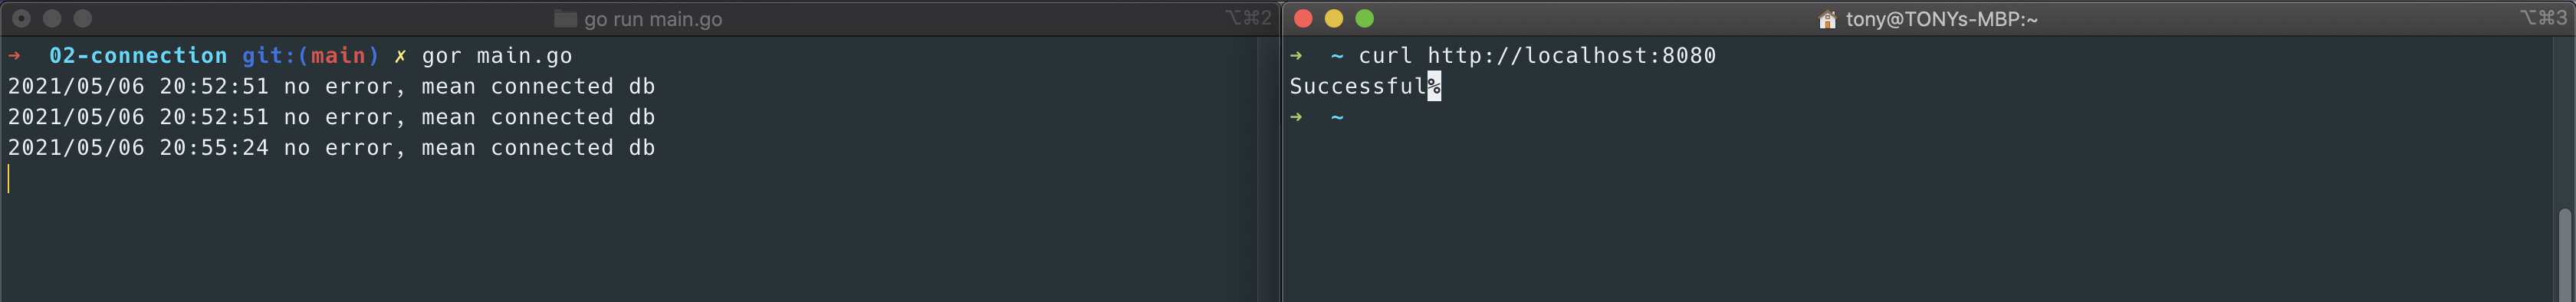 go run main.go ⌥⌘2
➜ 02-connection git:(main) ✗ gor main.go
2021/05/06 20:52:51 no error, mean connected db
2021/05/06 20:52:51 no error, mean connected db
2021/05/06 20:55:24 no error, mean connected db
tony@TONYs-MBP:~ ⌥⌘3
➜ ~ curl http://localhost:8080
Successful%
➜ ~